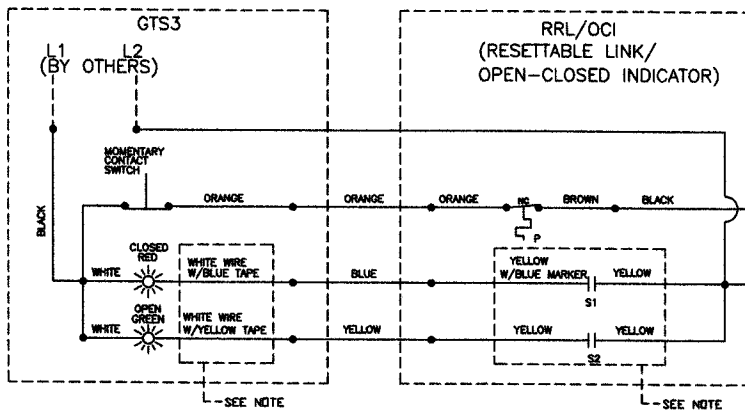 GTS3
L1 L2
(BY OTHERS)
MOMENTARY
CONTACT
SWITCH
BLACK
ORANGE
ORANGE
CLOSED
RED
WHITE
WHITE WIRE
W/BLUE TAPE
BLUE
OPEN
GREEN
WHITE
WHITE WIRE
W/YELLOW TAPE
YELLOW
SEE NOTE
RRL/OCI
(RESETTABLE LINK/
OPEN-CLOSED INDICATOR)
ORANGE
NC
BROWN
BLACK
P
YELLOW
W/BLUE MARKER
YELLOW
S1
YELLOW
YELLOW
S2
SEE NOTE